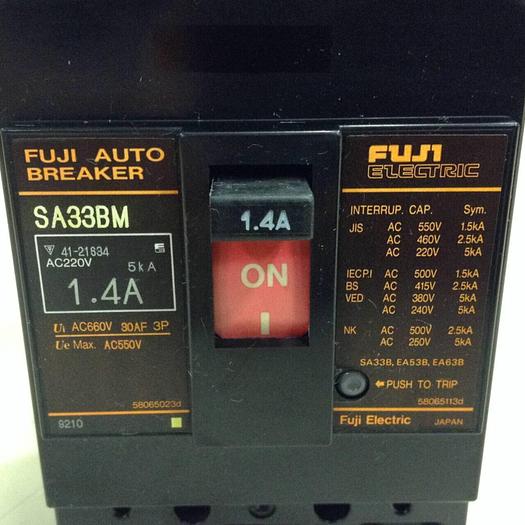 FUJI AUTO
BREAKER
SA33BM
41-21834
AC220V 5kA
1.4A
Ui AC660V 30AF 3P
Ue Max. AC550V
58065023d
9210
1.4A
ON
I
FUJI
ELECTRIC
INTERRUP. CAP. Sym.
JIS AC 550V 1.5kA
AC 460V 2.5kA
AC 220V 5kA
IECP.I AC 500V 1.5kA
BS AC 415V 2.5kA
VED AC 380V 5kA
AC 240V 5kA
NK AC 500V 2.5kA
AC 250V 5kA
SA33B, EA53B, EA63B
PUSH TO TRIP
58065113d
Fuji Electric JAPAN